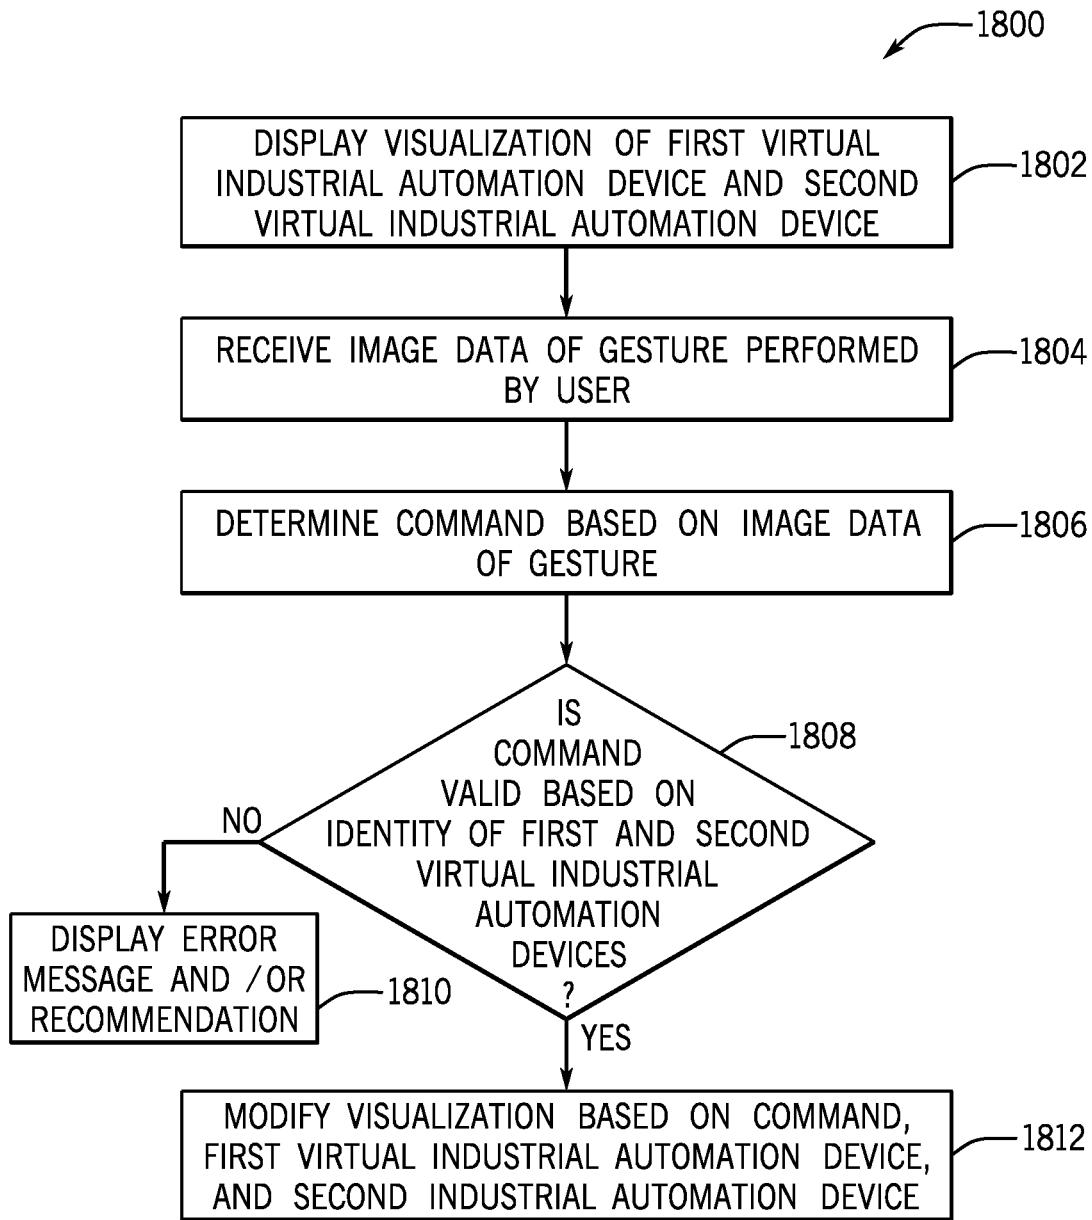 1800
DISPLAY VISUALIZATION OF FIRST VIRTUAL
INDUSTRIAL AUTOMATION DEVICE AND SECOND
VIRTUAL INDUSTRIAL AUTOMATION DEVICE
1802
RECEIVE IMAGE DATA OF GESTURE PERFORMED
BY USER
1804
DETERMINE COMMAND BASED ON IMAGE DATA
OF GESTURE
1806
IS
COMMAND
VALID BASED ON
IDENTITY OF FIRST AND SECOND
VIRTUAL INDUSTRIAL
AUTOMATION
DEVICES
?
1808
NO
DISPLAY ERROR
MESSAGE AND /OR
RECOMMENDATION
1810
YES
MODIFY VISUALIZATION BASED ON COMMAND,
FIRST VIRTUAL INDUSTRIAL AUTOMATION DEVICE,
AND SECOND INDUSTRIAL AUTOMATION DEVICE
1812